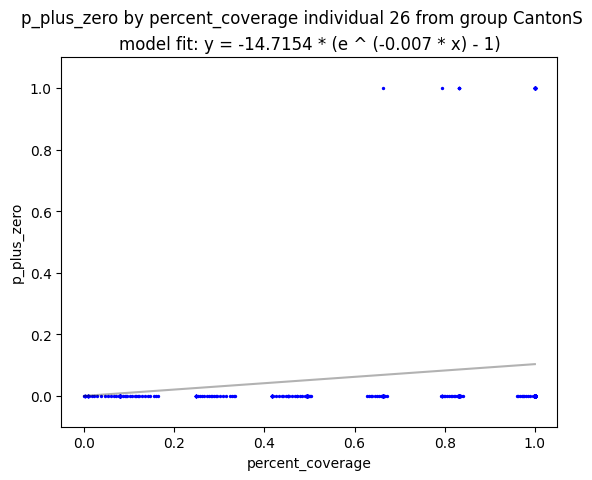 p_plus_zero by percent_coverage individual 26 from group CantonS
model fit: y = -14.7154 * (e ^ (-0.007 * x) - 1)
1.0
0.8
0.6
0.4
0.2
0.0
p_plus_zero
0.0 0.2 0.4 0.6 0.8 1.0
percent_coverage